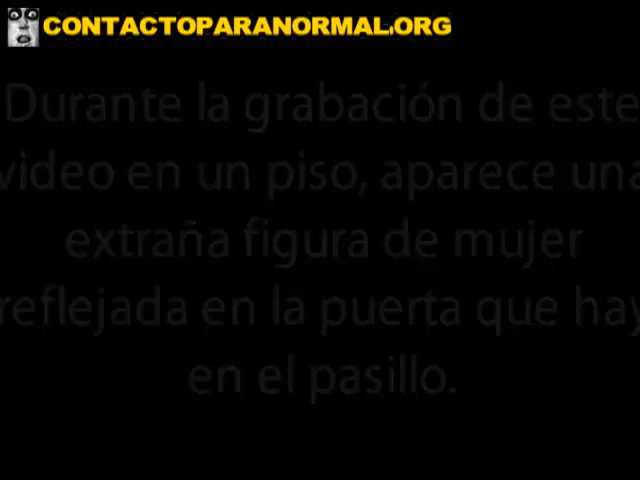 CONTACTOPARANORMAL.ORG
Durante la grabación de este
video en un piso, aparece una
extraña figura de mujer
reflejada en la puerta que hay
en el pasillo.